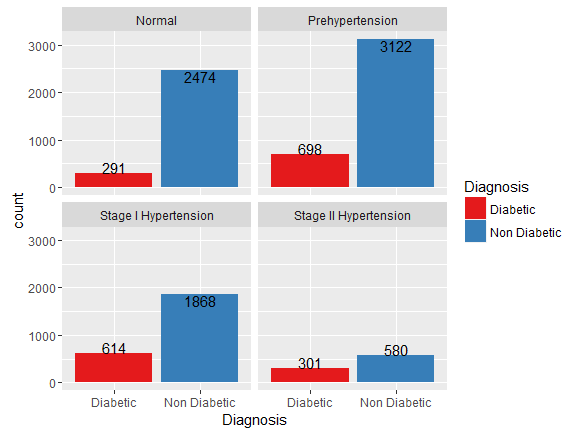 Normal
Prehypertension
3000
2000
1000
0
291
2474
698
3122
count
Stage I Hypertension
Stage II Hypertension
3000
2000
1000
0
614
1868
301
580
Diabetic
Non Diabetic
Diabetic
Non Diabetic
Diagnosis
Diagnosis
Diabetic
Non Diabetic